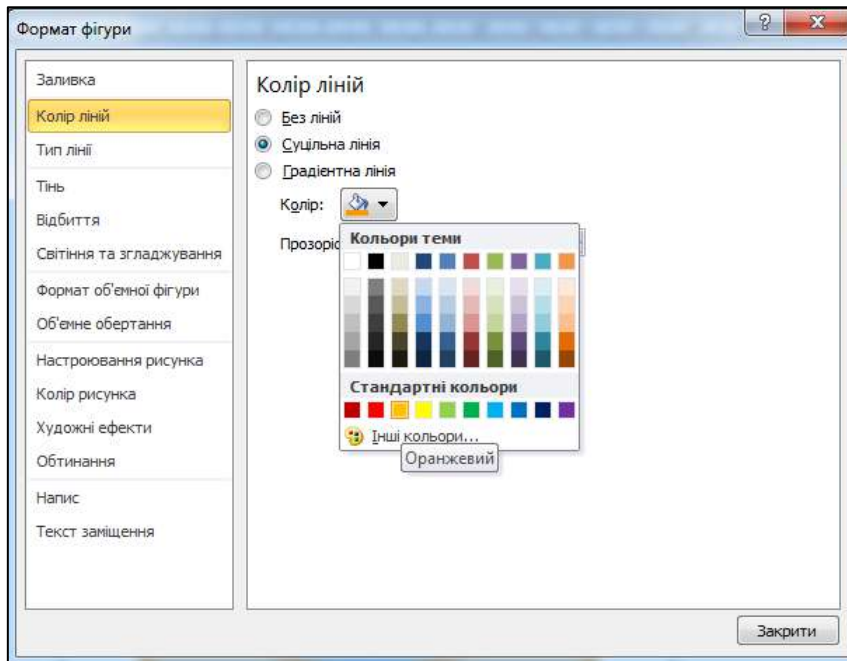 Формат фігури
Заливка
Колір ліній
Тип лінії
Тінь
Відбиття
Світіння та згладжування
Формат об'ємної фігури
Об'ємне обертання
Настроювання рисунка
Колір рисунка
Художні ефекти
Обтинання
Напис
Текст заміщення
Колір ліній
Без ліній
Суцільна лінія
Градієнтна лінія
Колір:
Прозоріс
Кольори теми
Стандартні кольори
Інші кольори...
Оранжевий
Закрити